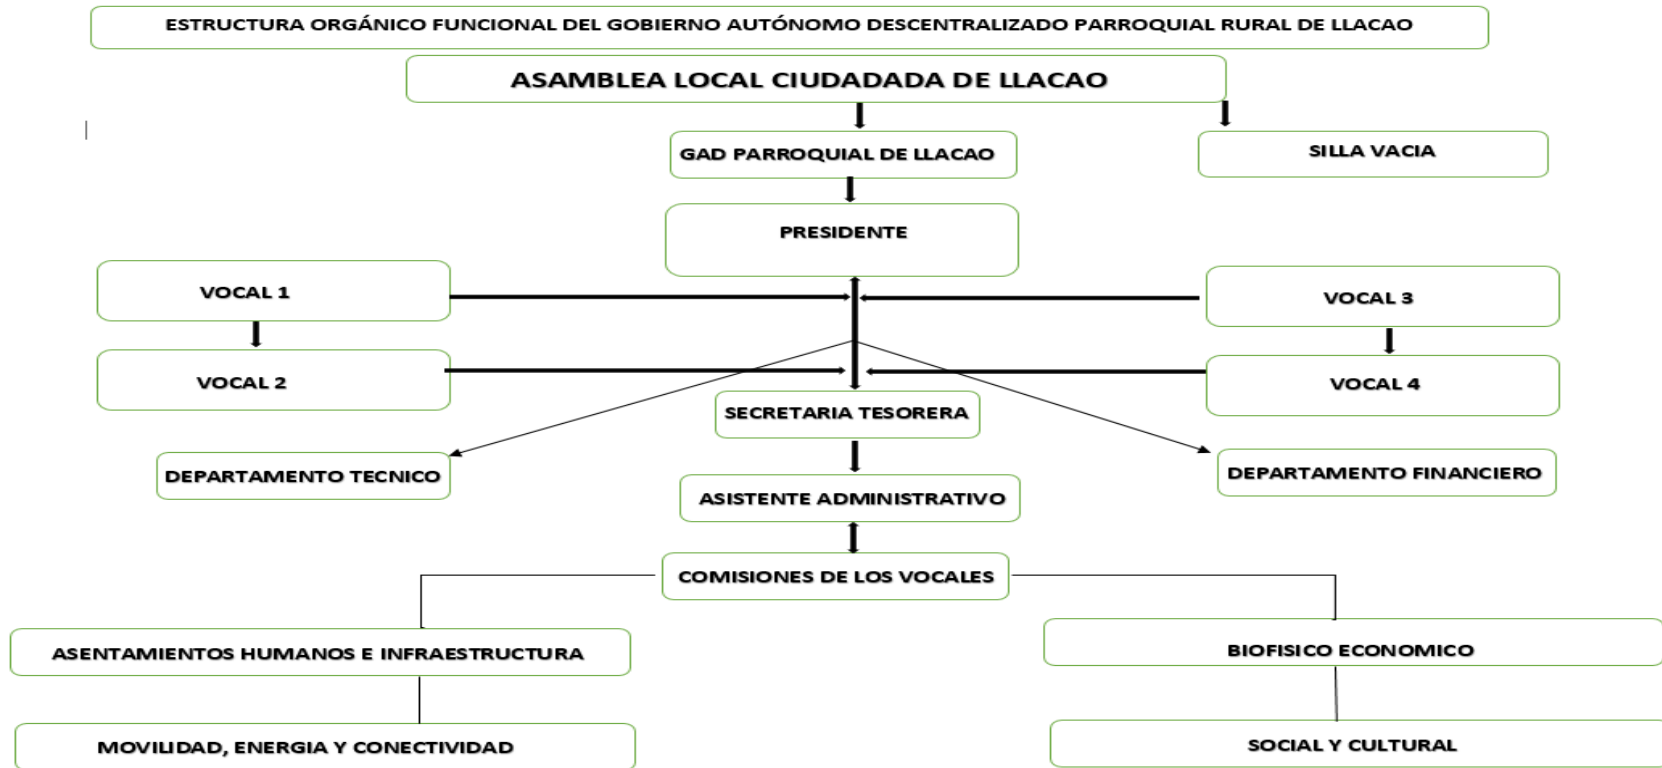 ESTRUCTURA ORGÁNICO FUNCIONAL DEL GOBIERNO AUTÓNOMO DESCENTRALIZADO PARROQUIAL RURAL DE LLACAO
ASAMBLEA LOCAL CIUDADADA DE LLACAO
GAD PARROQUIAL DE LLACAO
SILLA VACIA
PRESIDENTE
VOCAL 1
VOCAL 3
VOCAL 2
VOCAL 4
SECRETARIA TESORERA
DEPARTAMENTO TECNICO
DEPARTAMENTO FINANCIERO
ASISTENTE ADMINISTRATIVO
COMISIONES DE LOS VOCALES
ASENTAMIENTOS HUMANOS E INFRAESTRUCTURA
BIOFISICO ECONOMICO
MOVILIDAD, ENERGIA Y CONECTIVIDAD
SOCIAL Y CULTURAL